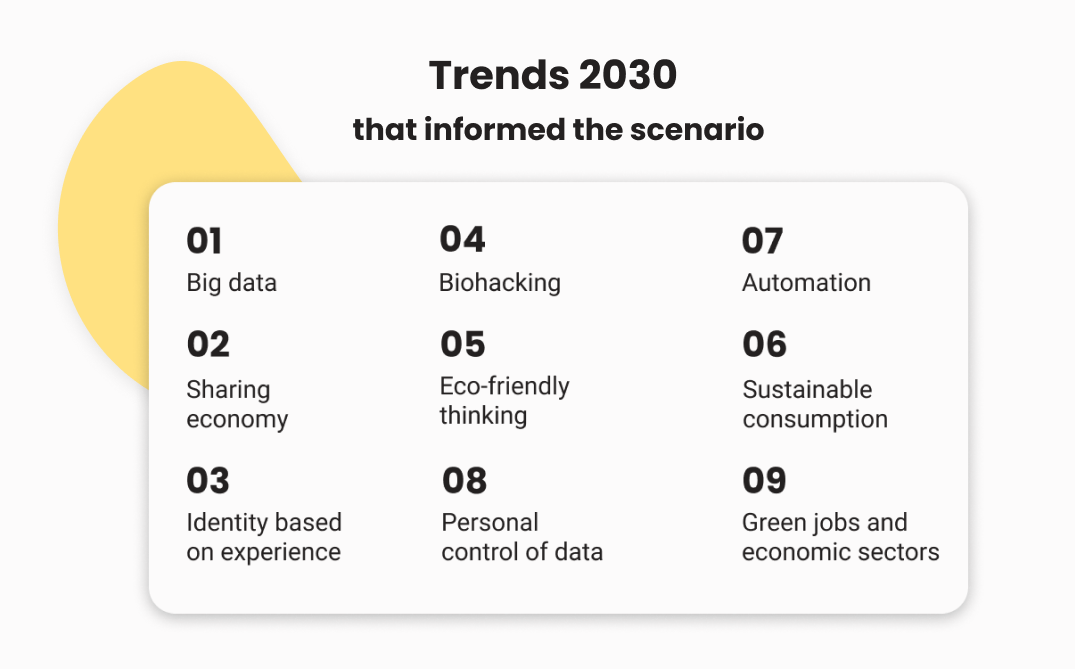 Trends 2030
that informed the scenario
01
Big data
02
Sharing
economy
03
Identity based
on experience
04
Biohacking
05
Eco-friendly
thinking
08
Personal
control of data
07
Automation
06
Sustainable
consumption
09
Green jobs and
economic sectors